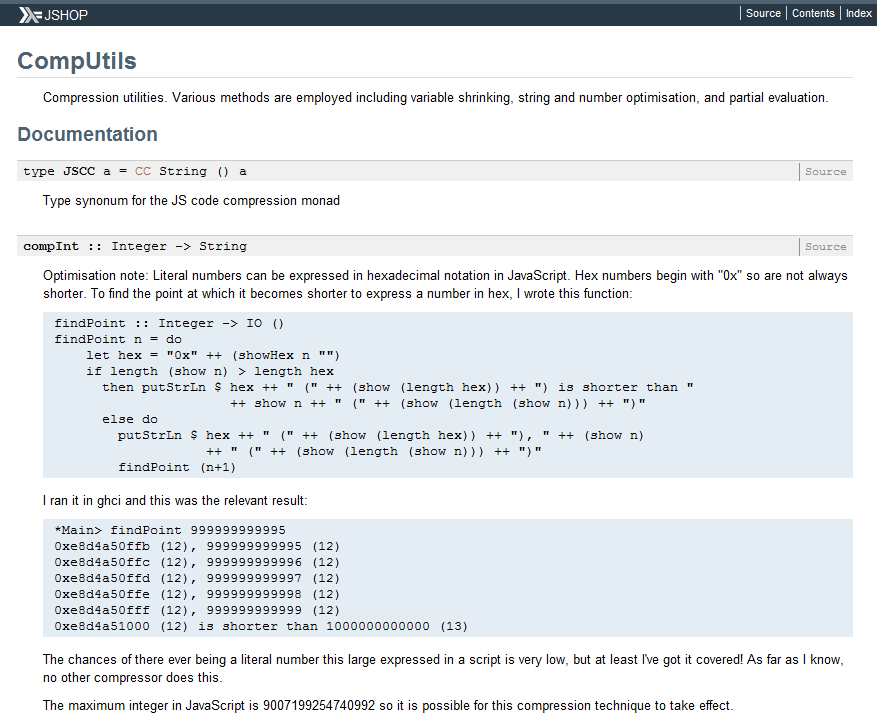 JSHOP
Source
Contents
Index
CompUtils
Compression utilities. Various methods are employed including variable shrinking, string and number optimisation, and partial evaluation.
Documentation
type JSCC a = CC String () a
Source
Type synonum for the JS code compression monad
compInt :: Integer -> String
Source
Optimisation note: Literal numbers can be expressed in hexadecimal notation in JavaScript. Hex numbers begin with "0x" so are not always
shorter. To find the point at which it becomes shorter to express a number in hex, I wrote this function:
findPoint :: Integer -> IO ()
findPoint n = do
    let hex = "0x" ++ (showHex n "")
    if length (show n) > length hex
      then putStrLn $ hex ++ " (" ++ (show (length hex)) ++ ") is shorter than "
                      ++ show n ++ " (" ++ (show (length (show n))) ++ ")"
      else do
        putStrLn $ hex ++ " (" ++ (show (length hex)) ++ "), " ++ (show n)
                   ++ " (" ++ (show (length (show n))) ++ ")"
        findPoint (n+1)
I ran it in ghci and this was the relevant result:
*Main> findPoint 999999999995
0xe8d4a50ffb (12), 999999999995 (12)
0xe8d4a50ffc (12), 999999999996 (12)
0xe8d4a50ffd (12), 999999999997 (12)
0xe8d4a50ffe (12), 999999999998 (12)
0xe8d4a50fff (12), 999999999999 (12)
0xe8d4a51000 (12) is shorter than 1000000000000 (13)
The chances of there ever being a literal number this large expressed in a script is very low, but at least I've got it covered! As far as I know,
no other compressor does this.
The maximum integer in JavaScript is 9007199254740992 so it is possible for this compression technique to take effect.